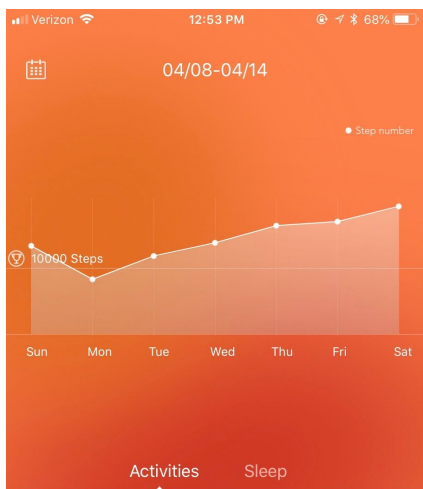 Verizon 12:53 PM 68%
04/08-04/14
Step number
10000 Steps
Sun Mon Tue Wed Thu Fri Sat
Activities Sleep